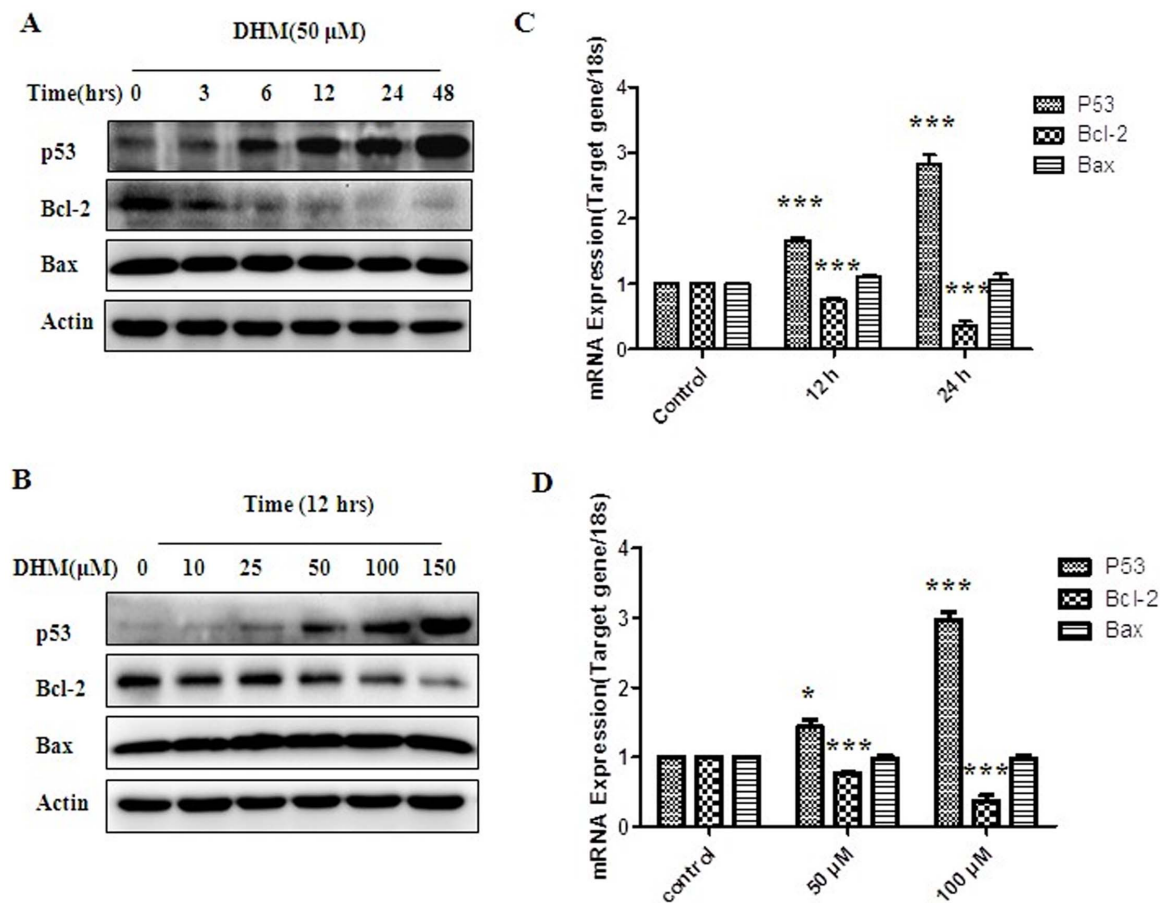 A
DHM(50 μM)
Time(hrs) 0 3 6 12 24 48
p53
Bcl-2
Bax
Actin
C
mRNA Expression(Target gene/18s)
4
3
2
1
0
***
***
***
***
Control
12 h
24 h
P53
Bcl-2
Bax
B
Time (12 hrs)
DHM(μM) 0 10 25 50 100 150
p53
Bcl-2
Bax
Actin
D
mRNA Expression(Target gene/18s)
4
3
2
1
0
*
***
***
***
control
50 μM
100 μM
P53
Bcl-2
Bax